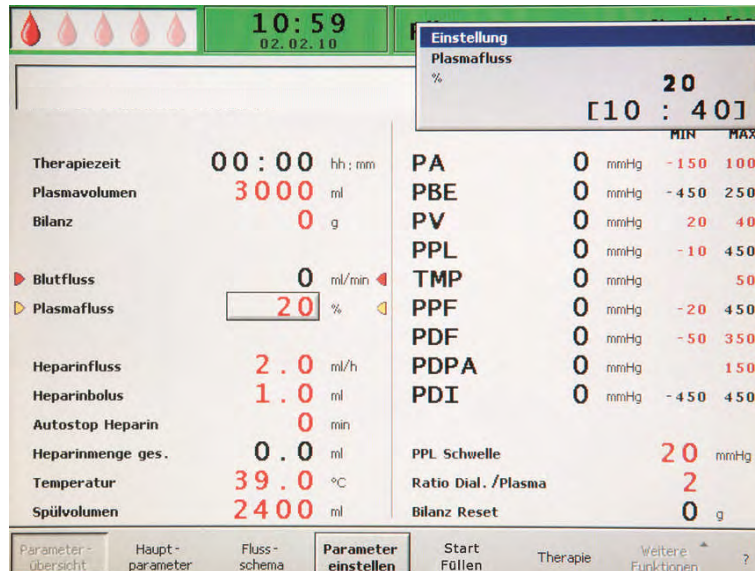 10:59
02.02.10
Einstellung
Plasmafluss
% 20
[10 : 40]
MIN MAX
Therapiezeit 00:00 hh:mm
Plasmavolumen 3000 ml
Bilanz 0 g
Blutfluss 0 ml/min
Plasmafluss 20 %
Heparinfluss 2.0 ml/h
Heparinbolus 1.0 ml
Autostop Heparin 0 min
Heparinmenge ges. 0.0 ml
Temperatur 39.0 °C
Spülvolumen 2400 ml
PA 0 mmHg -150 100
PBE 0 mmHg -450 250
PV 0 mmHg 20 40
PPL 0 mmHg -10 450
TMP 0 mmHg 50
PPF 0 mmHg -20 450
PDF 0 mmHg -50 350
PDPA 0 mmHg 150
PDI 0 mmHg -450 450
PPL Schwelle 20 mmHg
Ratio Dial./Plasma 2
Bilanz Reset 0 g
Parameter-
übersicht
Haupt-
parameter
Fluss-
schema
Parameter
einstellen
Start
Füllen
Therapie
Weitere
Funktionen
?